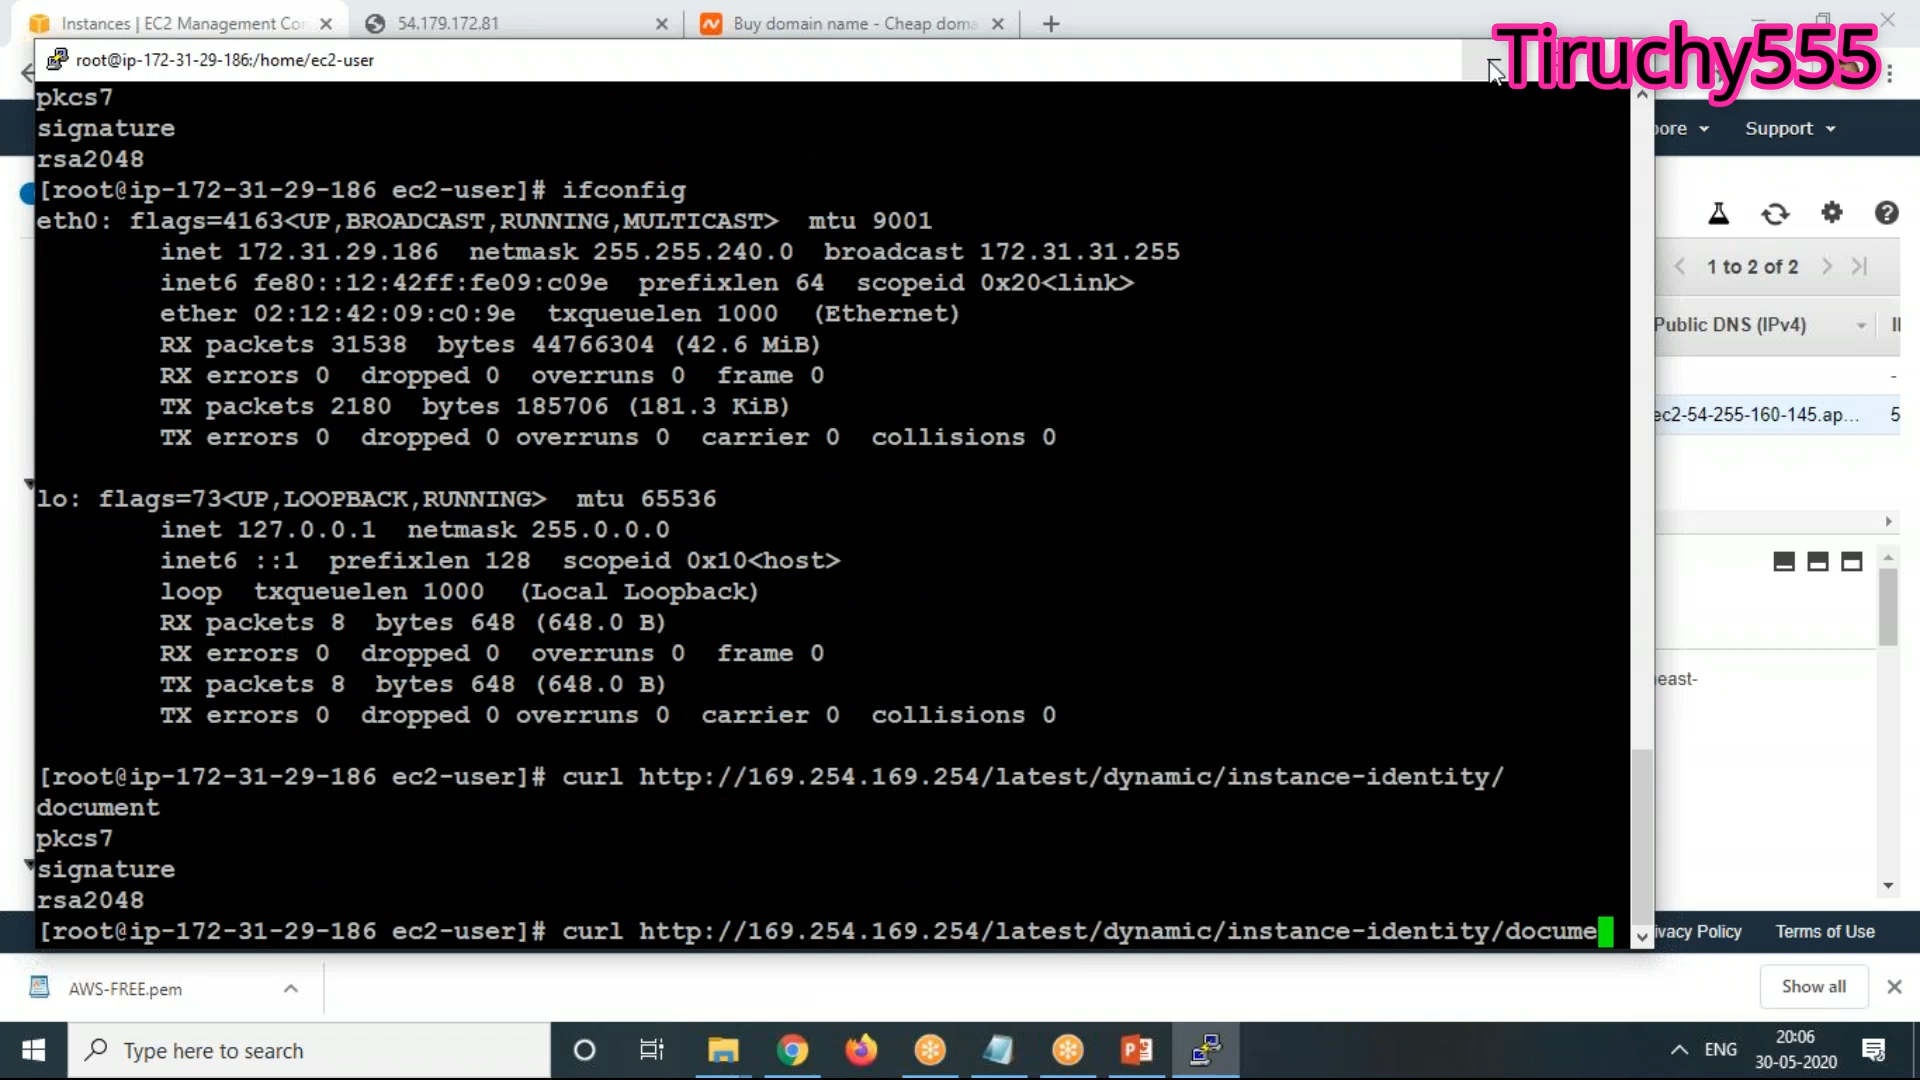 Instances | EC2 Management Co
54.179.172.81
Buy domain name - Cheap doma
Tiruchy555
root@ip-172-31-29-186:/home/ec2-user
pkcs7
signature
rsa2048
[root@ip-172-31-29-186 ec2-user]# ifconfig
eth0: flags=4163<UP,BROADCAST,RUNNING,MULTICAST>  mtu 9001
inet 172.31.29.186  netmask 255.255.240.0  broadcast 172.31.31.255
inet6 fe80::12:42ff:fe09:c09e  prefixlen 64  scopeid 0x20<link>
ether 02:12:42:09:c0:9e  txqueuelen 1000  (Ethernet)
RX packets 31538  bytes 44766304 (42.6 MiB)
RX errors 0  dropped 0  overruns 0  frame 0
TX packets 2180  bytes 185706 (181.3 KiB)
TX errors 0  dropped 0 overruns 0  carrier 0  collisions 0
lo: flags=73<UP,LOOPBACK,RUNNING>  mtu 65536
inet 127.0.0.1  netmask 255.0.0.0
inet6 ::1  prefixlen 128  scopeid 0x10<host>
loop  txqueuelen 1000  (Local Loopback)
RX packets 8  bytes 648 (648.0 B)
RX errors 0  dropped 0  overruns 0  frame 0
TX packets 8  bytes 648 (648.0 B)
TX errors 0  dropped 0 overruns 0  carrier 0  collisions 0
[root@ip-172-31-29-186 ec2-user]# curl http://169.254.169.254/latest/dynamic/instance-identity/
document
pkcs7
signature
rsa2048
[root@ip-172-31-29-186 ec2-user]# curl http://169.254.169.254/latest/dynamic/instance-identity/docume
ore
Support
1 to 2 of 2
Public DNS (IPv4)
-
ec2-54-255-160-145.ap...
5
east-
ivacy Policy
Terms of Use
AWS-FREE.pem
Show all
Type here to search
ENG
20:06
30-05-2020